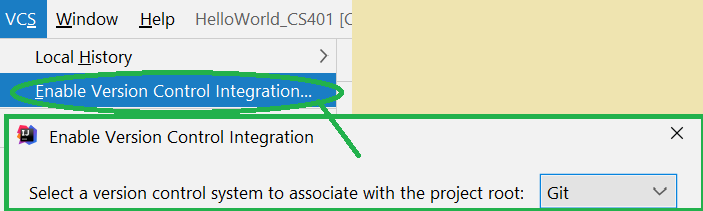 VCS Window Help HelloWorld_CS401 [C
Local History
Enable Version Control Integration...
Enable Version Control Integration
Select a version control system to associate with the project root: Git